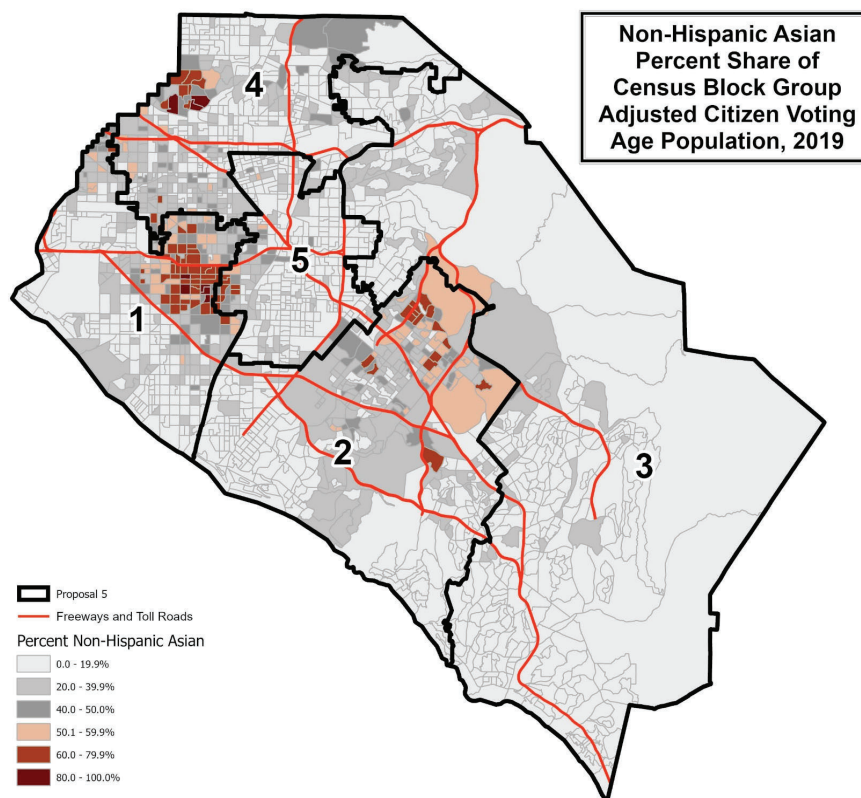 Non-Hispanic Asian
Percent Share of
Census Block Group
Adjusted Citizen Voting
Age Population, 2019
4
5
1
2
3
Proposal 5
Freeways and Toll Roads
Percent Non-Hispanic Asian
0.0 - 19.9%
20.0 - 39.9%
40.0 - 50.0%
50.1 - 59.9%
60.0 - 79.9%
80.0 - 100.0%